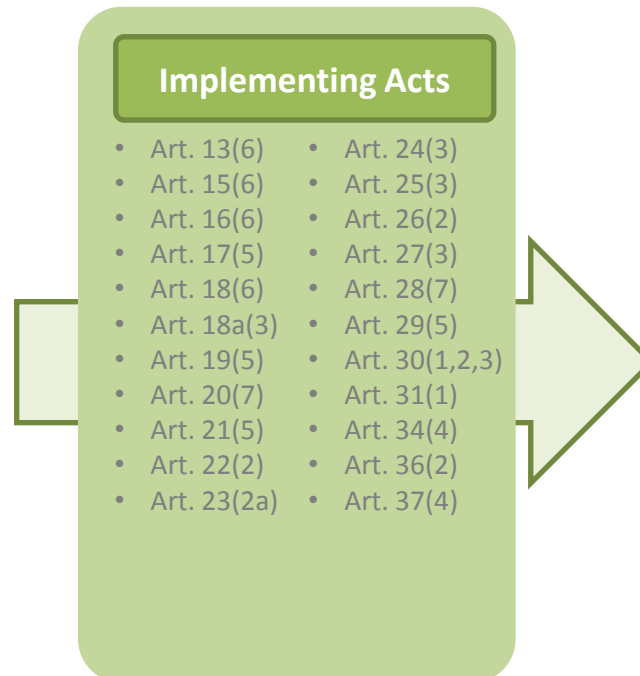 Implementing Acts
• Art. 13(6)
• Art. 15(6)
• Art. 16(6)
• Art. 17(5)
• Art. 18(6)
• Art. 18a(3)
• Art. 19(5)
• Art. 20(7)
• Art. 21(5)
• Art. 22(2)
• Art. 23(2a)
• Art. 24(3)
• Art. 25(3)
• Art. 26(2)
• Art. 27(3)
• Art. 28(7)
• Art. 29(5)
• Art. 30(1,2,3)
• Art. 31(1)
• Art. 34(4)
• Art. 36(2)
• Art. 37(4)